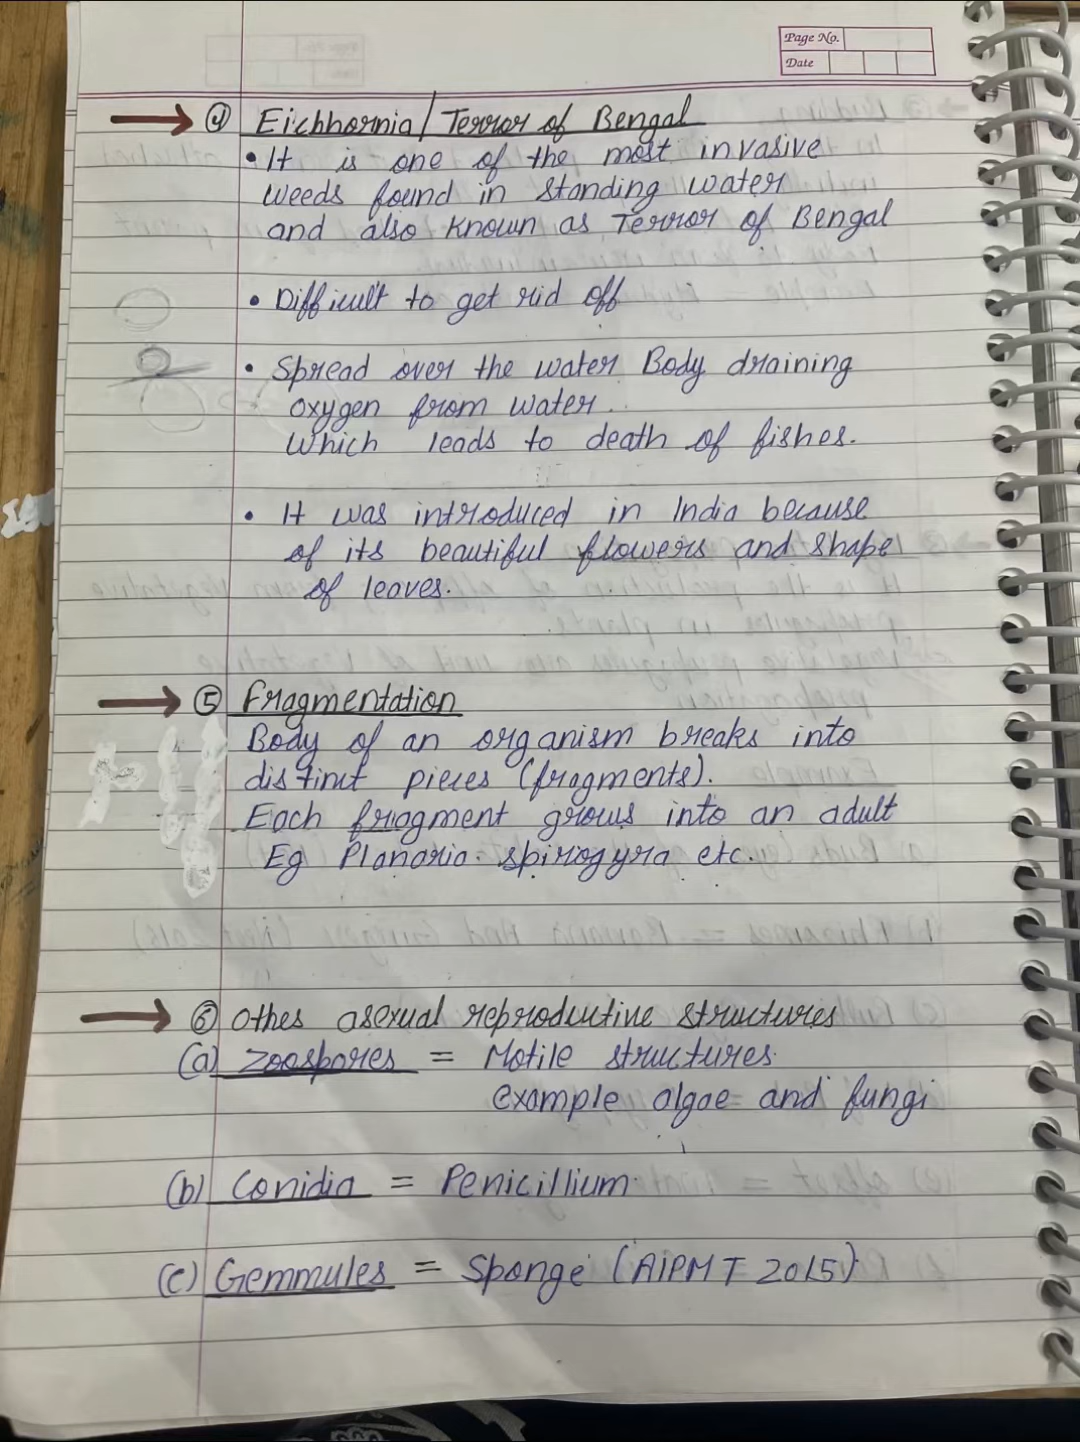 Page No.
Date
→ ④ Eichhornia/Terror of Bengal
• It is one of the most invasive
weeds found in standing water
and also known as Terror of Bengal
• Difficult to get rid off
• Spread over the water Body draining
oxygen from water.
Which leads to death of fishes.
• It was introduced in India because
of its beautiful flowers and shape
of leaves.
→ ⑤ Fragmentation
Body of an organism breaks into
distinct pieces (fragments).
Each fragment grows into an adult
Eg Planaria. spirogyra etc.
→ ⑥ Other asexual reproductive structures
(a) Zoospores = Motile structures.
example algae and fungi
(b) Conidia = Penicillium.
(c) Gemmules = Sponge (AIPMT 2015)